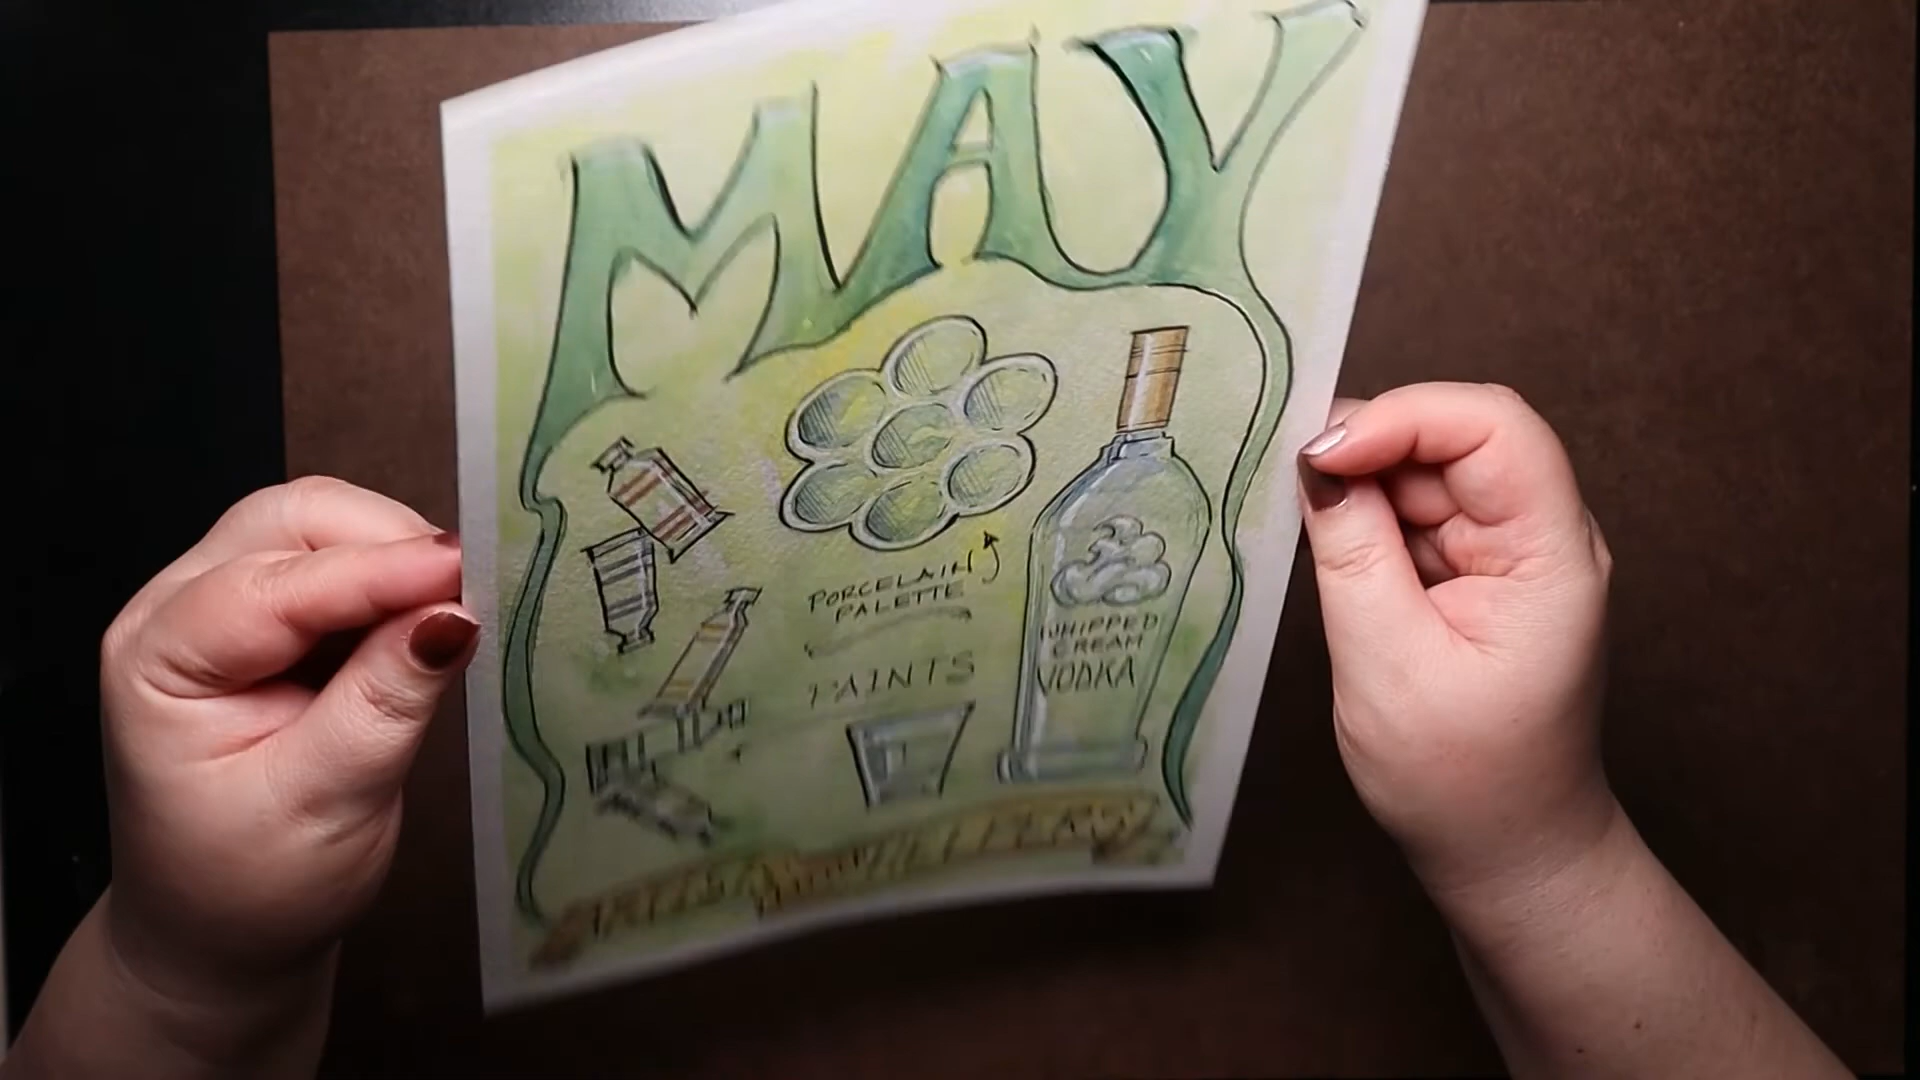 MAY
PORCELAIN
PALETTE
WHIPPED
CREAM
VODKA
PAINTS